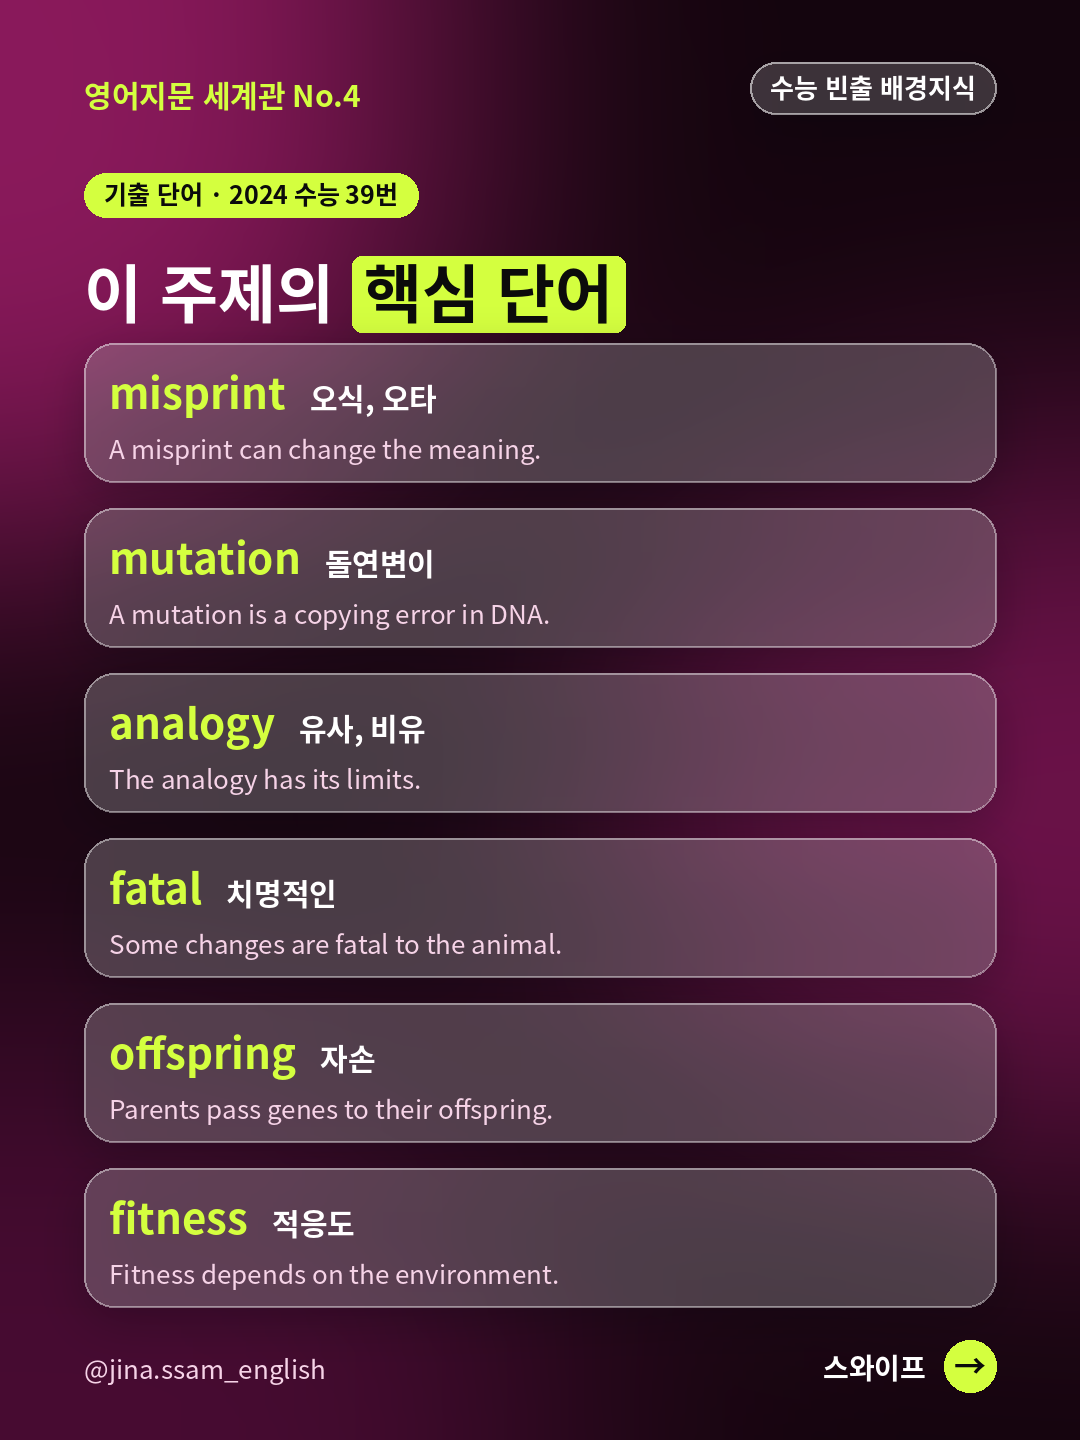 영어지문 세계관 No.4
수능 빈출 배경지식
기출 단어 · 2024 수능 39번
이 주제의 핵심 단어
misprint 오식, 오타
A misprint can change the meaning.
mutation 돌연변이
A mutation is a copying error in DNA.
analogy 유사, 비유
The analogy has its limits.
fatal 치명적인
Some changes are fatal to the animal.
offspring 자손
Parents pass genes to their offspring.
fitness 적응도
Fitness depends on the environment.
@jina.ssam_english
스와이프 →